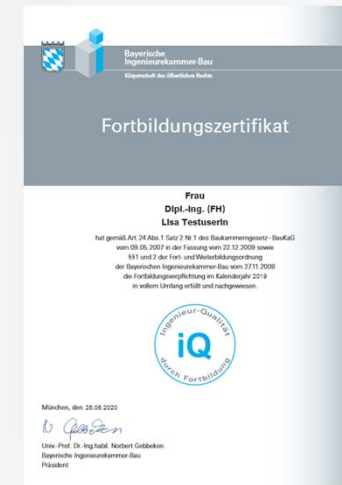 Bayerische
Ingenieurekammer-Bau
Körperschaft des öffentlichen Rechts
Fortbildungszertifikat
Frau
Dipl.-Ing. (FH)
Lisa Testuserin
hat gemäß Art. 24 Abs. 1 Satz 2 Nr. 1 des Baukammerngesetz - BauKaG
vom 09.05.2007 in der Fassung vom 22.12.2009 sowie
§§1 und 2 der Fort- und Weiterbildungsordnung
der Bayerischen Ingenieurekammer-Bau vom 27.11.2008
die Fortbildungsverpflichtung im Kalenderjahr 2019
in vollem Umfang erfüllt und nachgewiesen.
Ingenieur-Qualität
iQ
durch Fortbildung
München, den 25.06.2020
N. Gebbeken
Univ.-Prof. Dr.-Ing.habil. Norbert Gebbeken
Bayerische Ingenieurekammer-Bau
Präsident